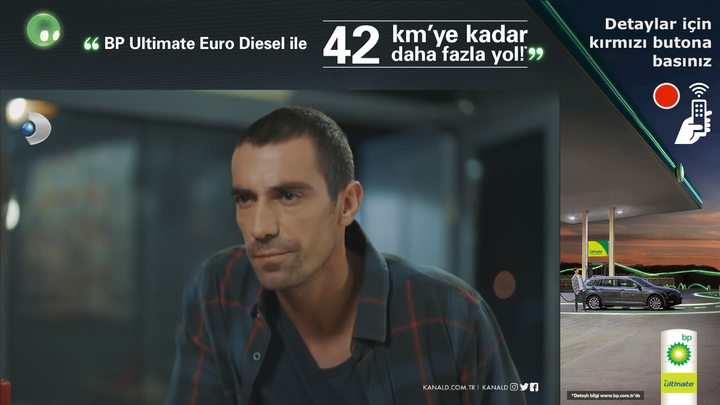 ❝ BP Ultimate Euro Diesel ile
42 km’ye kadar
daha fazla yol!*❞
Detaylar için
kırmızı butona
basınız
ultimate
KANALD.COM.TR | KANALD
bp
ultimate
*Detaylı bilgi www.bp.com.tr'de